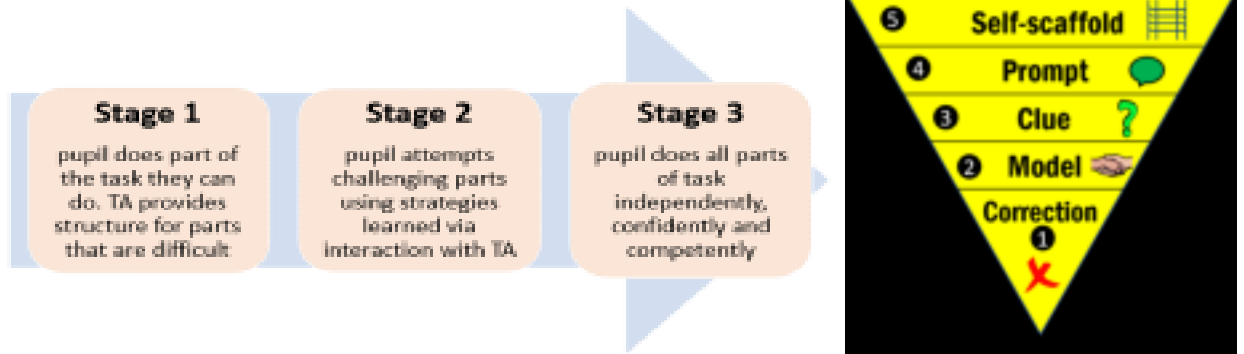 Stage 1
pupil does part of
the task they can
do. TA provides
structure for parts
that are difficult
Stage 2
pupil attempts
challenging parts
using strategies
learned via
interaction with TA
Stage 3
pupil does all parts
of task
independently,
confidently and
competently
5 Self-scaffold
4 Prompt
3 Clue ?
2 Model
Correction
1